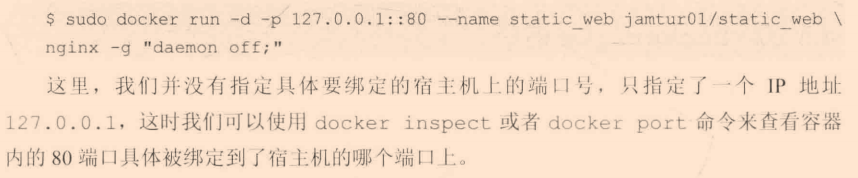 $ sudo docker run -d -p 127.0.0.1::80 --name static_web jamtur01/static_web \
nginx -g "daemon off;"
这里，我们并没有指定具体要绑定的宿主机上的端口号，只指定了一个 IP 地址
127.0.0.1，这时我们可以使用 docker inspect 或者 docker port 命令来查看容器
内的 80 端口具体被绑定到了宿主机的哪个端口上。